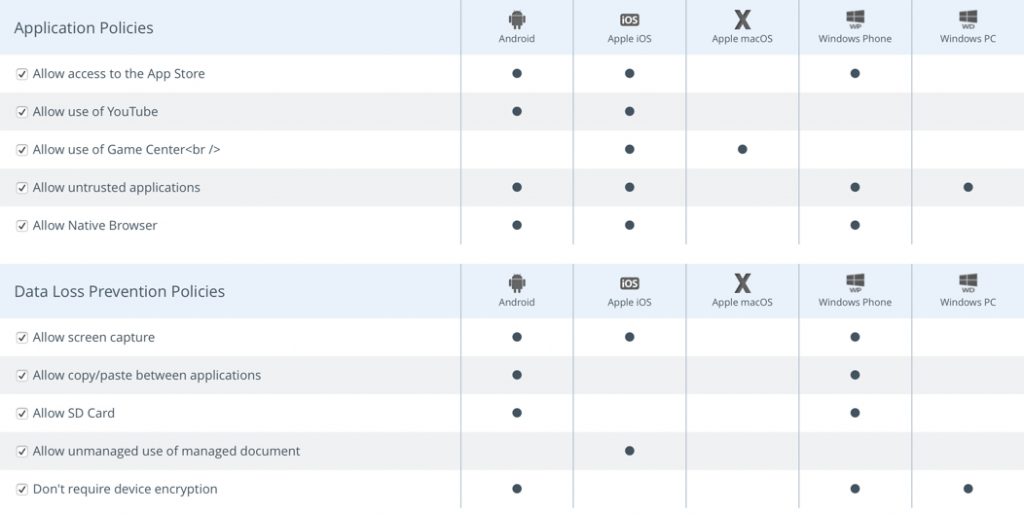 Application Policies
Android
iOS
Apple iOS
X
Apple macOS
WP
Windows Phone
WD
Windows PC
Allow access to the App Store
Allow use of YouTube
Allow use of Game Center<br />
Allow untrusted applications
Allow Native Browser
Data Loss Prevention Policies
Android
iOS
Apple iOS
X
Apple macOS
WP
Windows Phone
WD
Windows PC
Allow screen capture
Allow copy/paste between applications
Allow SD Card
Allow unmanaged use of managed document
Don't require device encryption